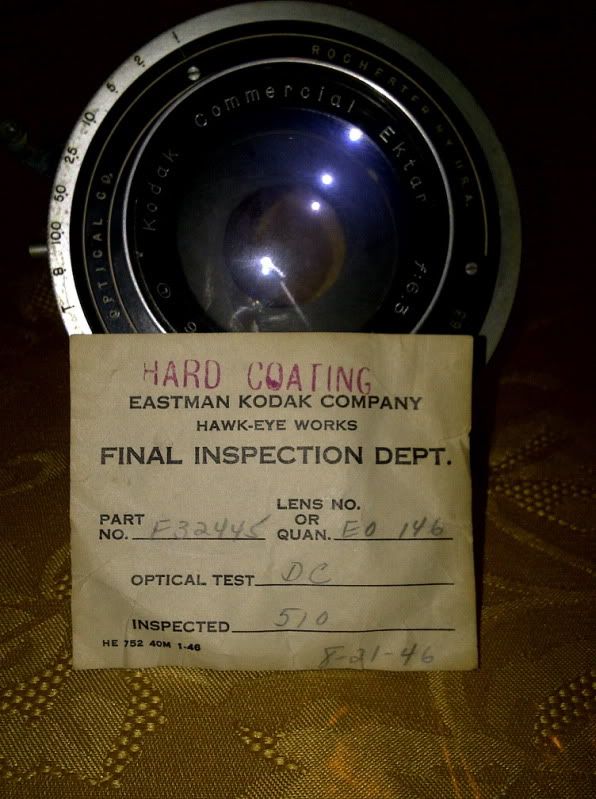 T B 100 50 25 10 5 2 1
OPTICAL CO.
ROCHESTER N.Y. U.S.A.
Kodak Commercial Ektar f:6.3
HARD COATING
EASTMAN KODAK COMPANY
HAWK-EYE WORKS
FINAL INSPECTION DEPT.
PART NO. F32445
LENS NO. OR QUAN. EO 146
OPTICAL TEST DC
INSPECTED 510
HE 752 40M 1-46
8-21-46